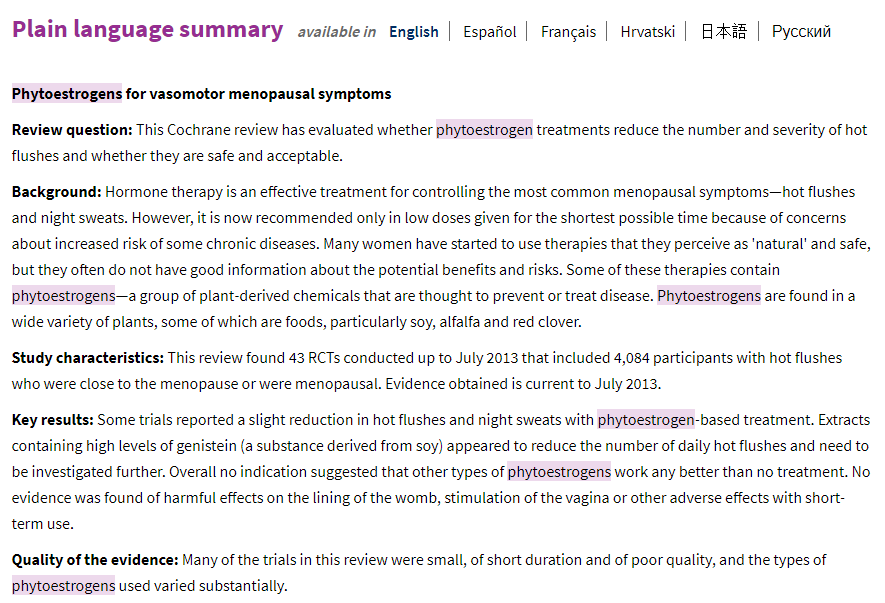 Plain language summary available in English | Español | Français | Hrvatski | 日本語 | Русский
Phytoestrogens for vasomotor menopausal symptoms
Review question: This Cochrane review has evaluated whether phytoestrogen treatments reduce the number and severity of hot
flushes and whether they are safe and acceptable.
Background: Hormone therapy is an effective treatment for controlling the most common menopausal symptoms—hot flushes
and night sweats. However, it is now recommended only in low doses given for the shortest possible time because of concerns
about increased risk of some chronic diseases. Many women have started to use therapies that they perceive as 'natural' and safe,
but they often do not have good information about the potential benefits and risks. Some of these therapies contain
phytoestrogens—a group of plant-derived chemicals that are thought to prevent or treat disease. Phytoestrogens are found in a
wide variety of plants, some of which are foods, particularly soy, alfalfa and red clover.
Study characteristics: This review found 43 RCTs conducted up to July 2013 that included 4,084 participants with hot flushes
who were close to the menopause or were menopausal. Evidence obtained is current to July 2013.
Key results: Some trials reported a slight reduction in hot flushes and night sweats with phytoestrogen-based treatment. Extracts
containing high levels of genistein (a substance derived from soy) appeared to reduce the number of daily hot flushes and need to
be investigated further. Overall no indication suggested that other types of phytoestrogens work any better than no treatment. No
evidence was found of harmful effects on the lining of the womb, stimulation of the vagina or other adverse effects with short-
term use.
Quality of the evidence: Many of the trials in this review were small, of short duration and of poor quality, and the types of
phytoestrogens used varied substantially.